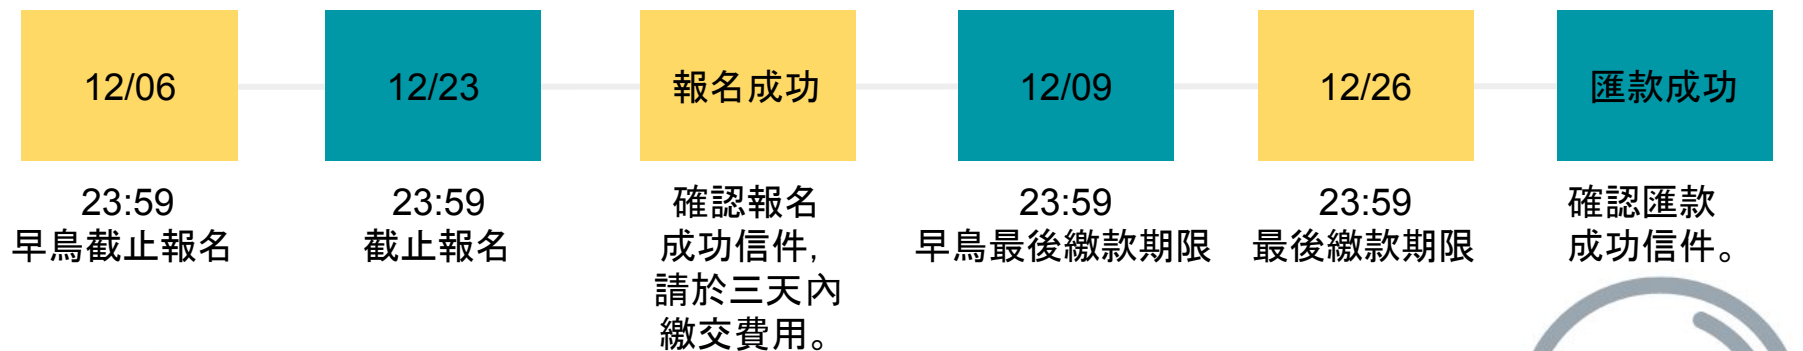 12/06
23:59
早鳥截止報名
12/23
23:59
截止報名
報名成功
確認報名
成功信件,
請於三天內
繳交費用。
12/09
23:59
早鳥最後繳款期限
12/26
23:59
最後繳款期限
匯款成功
確認匯款
成功信件。